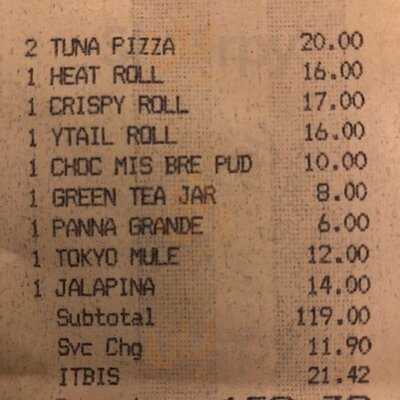 2 TUNA PIZZA 20.00
1 HEAT ROLL 16.00
1 CRISPY ROLL 17.00
1 YTAIL ROLL 16.00
1 CHOC MIS BRE PUD 10.00
1 GREEN TEA JAR 8.00
1 PANNA GRANDE 6.00
1 TOKYO MULE 12.00
1 JALAPINA 14.00
Subtotal 119.00
Svc Chg 11.90
ITBIS 21.42